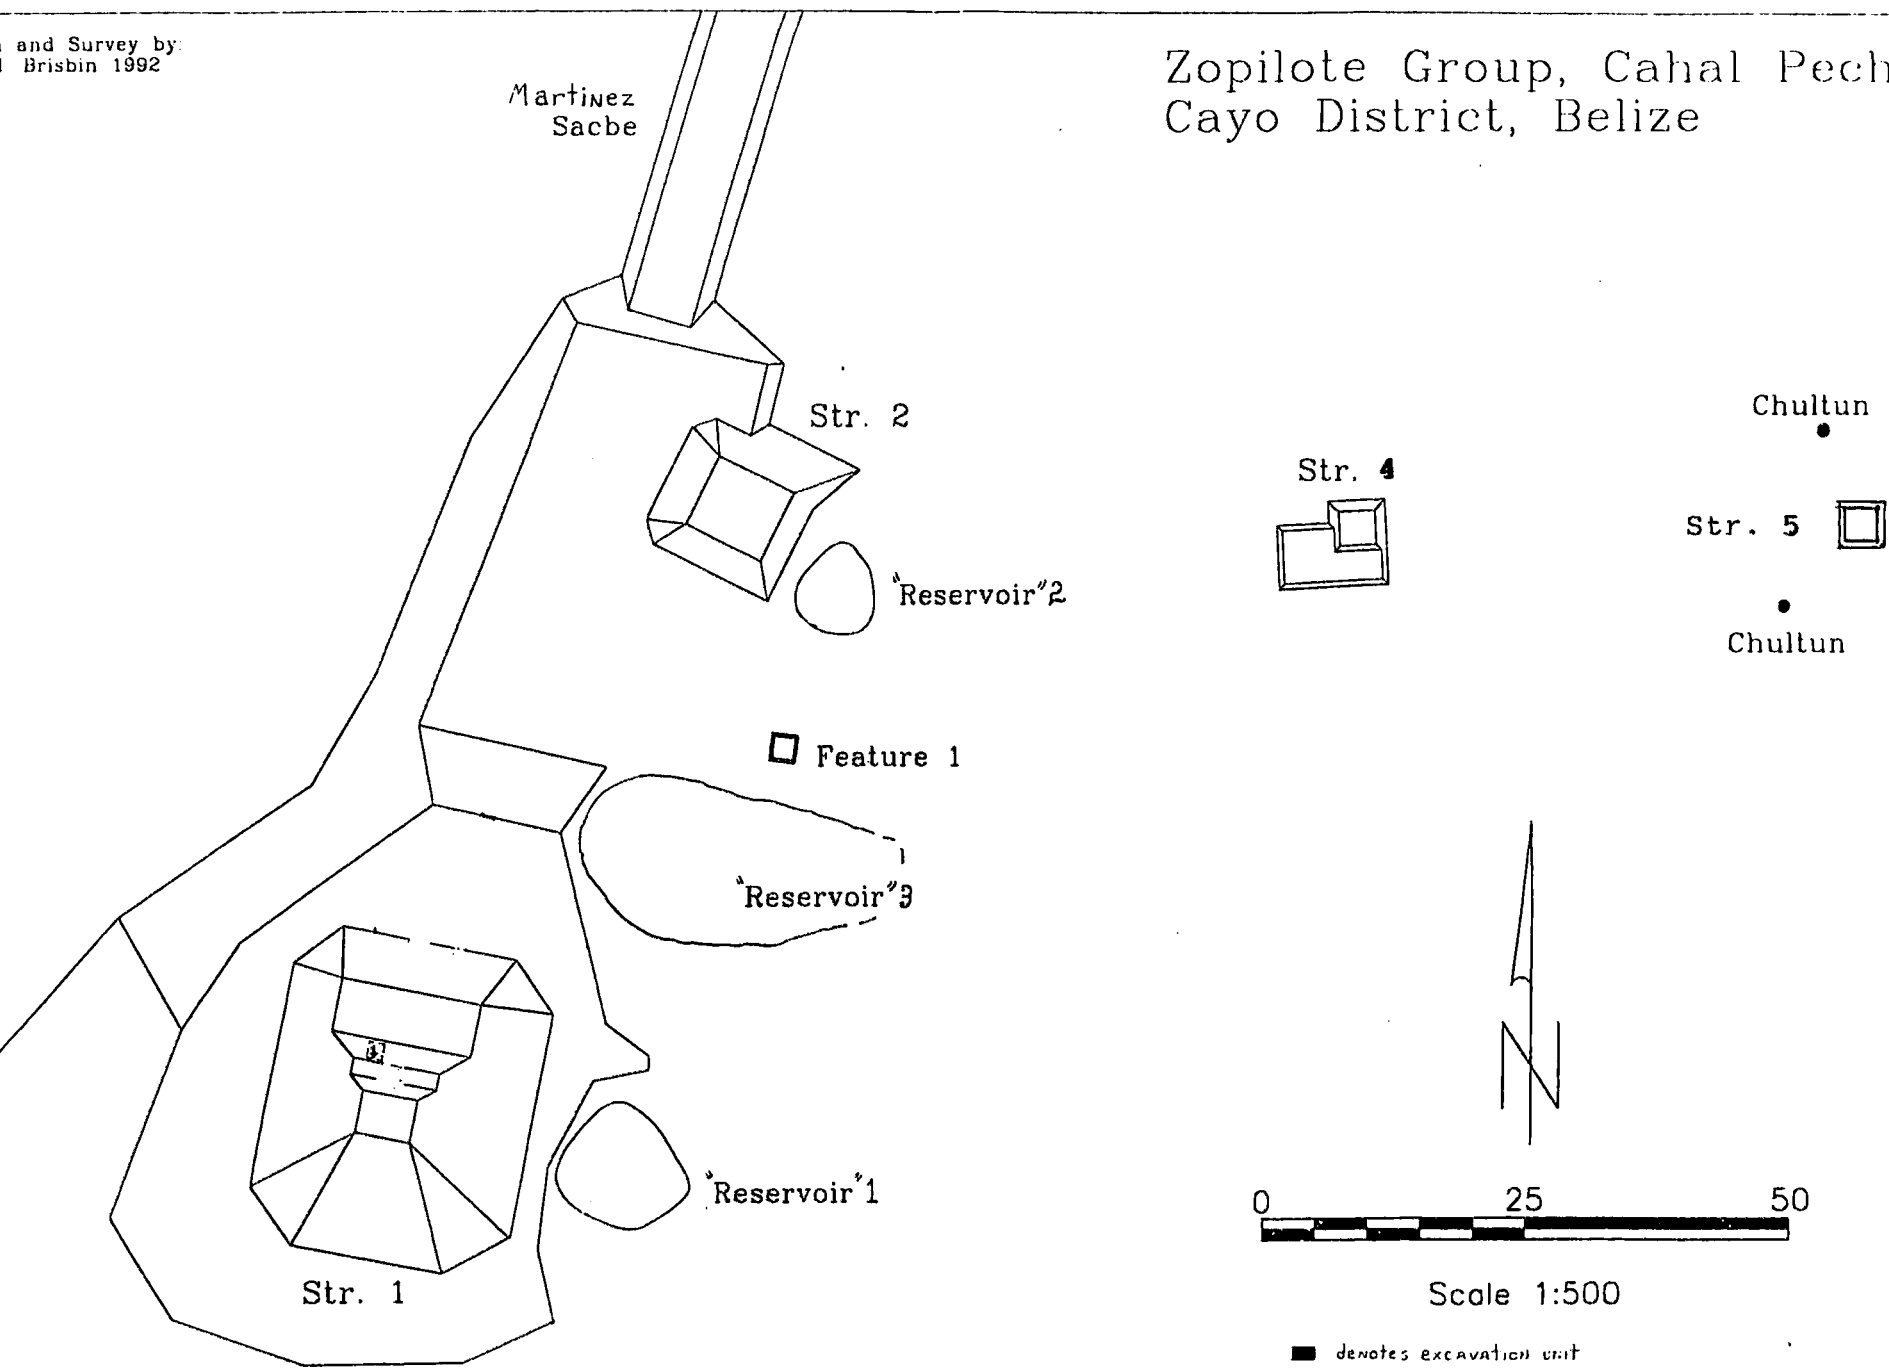 and Survey by:
Brisbin 1992
Martinez
Sacbe
Zopilote Group, Cahal Pech
Cayo District, Belize
Str. 2
Chultun
Str. 4
Str. 5
"Reservoir" 2
Chultun
Feature 1
"Reservoir" 3
N
"Reservoir" 1
Str. 1
0 25 50
Scale 1:500
denotes excavation unit